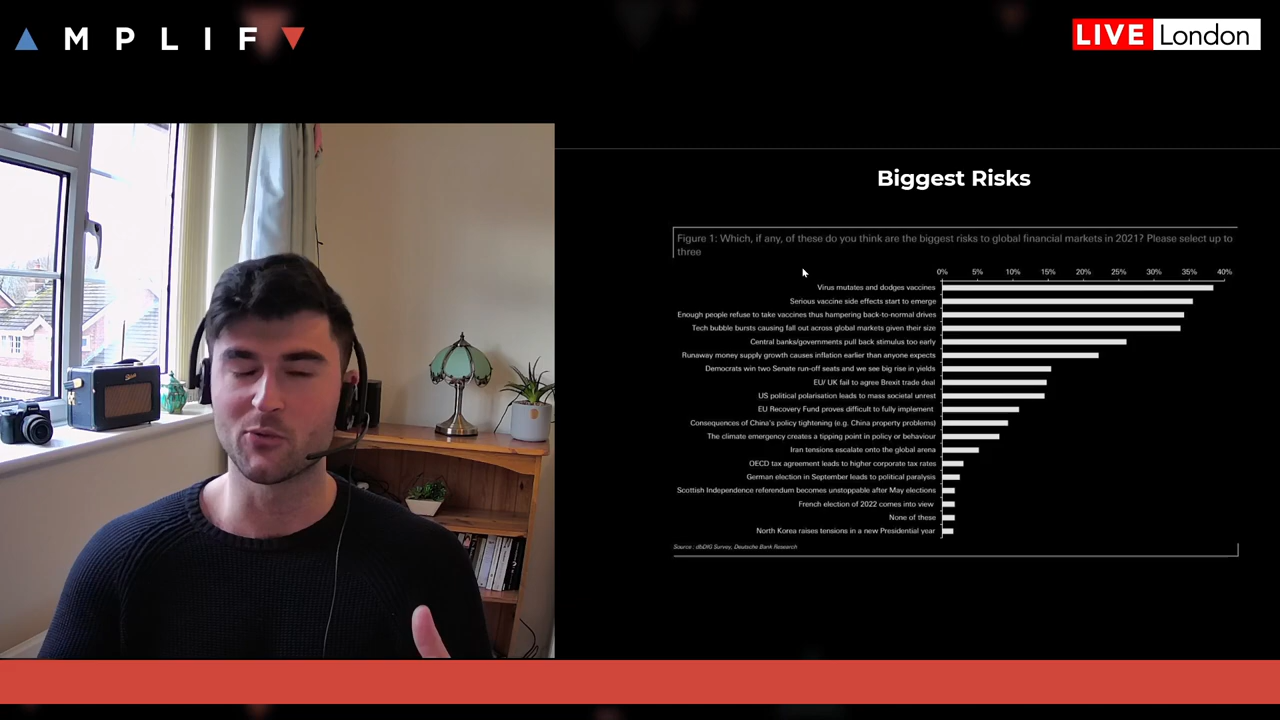 AMPLIFY
LIVE London
Biggest Risks
Figure 1: Which, if any, of these do you think are the biggest risks to global financial markets in 2021? Please select up to
three
0% 5% 10% 15% 20% 25% 30% 35% 40%
Virus mutates and dodges vaccines
Serious vaccine side effects start to emerge
Enough people refuse to take vaccines thus hampering back-to-normal drives
Tech bubble bursts causing fall out across global markets given their size
Central banks/governments pull back stimulus too early
Runaway money supply growth causes inflation earlier than anyone expects
Democrats win two Senate run-off seats and we see big rise in yields
EU/ UK fail to agree Brexit trade deal
US political polarisation leads to mass societal unrest
EU Recovery Fund proves difficult to fully implement
Consequences of China's policy tightening (e.g. China property problems)
The climate emergency creates a tipping point in policy or behaviour
Iran tensions escalate onto the global arena
OECD tax agreement leads to higher corporate tax rates
German election in September leads to political paralysis
Scottish Independence referendum becomes unstoppable after May elections
French election of 2022 comes into view
None of these
North Korea raises tensions in a new Presidential year
Source : dbDIG Survey, Deutsche Bank Research